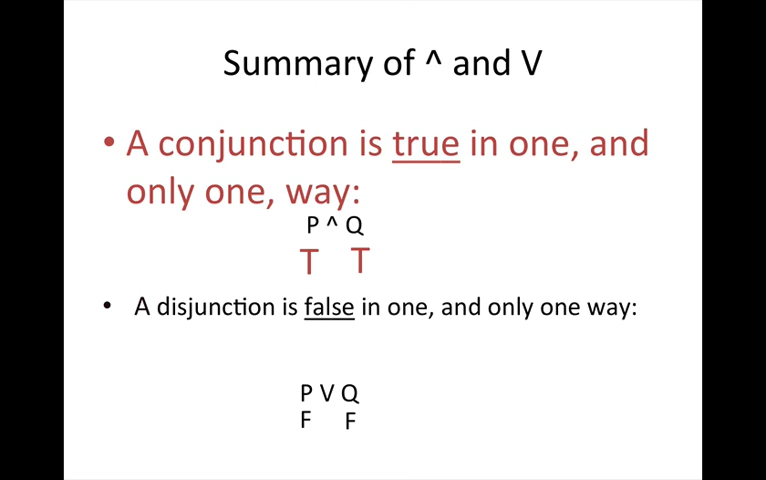 Summary of ^ and V
• A conjunction is true in one, and
only one, way:
P ^ Q
T T
• A disjunction is false in one, and only one way:
P V Q
F F